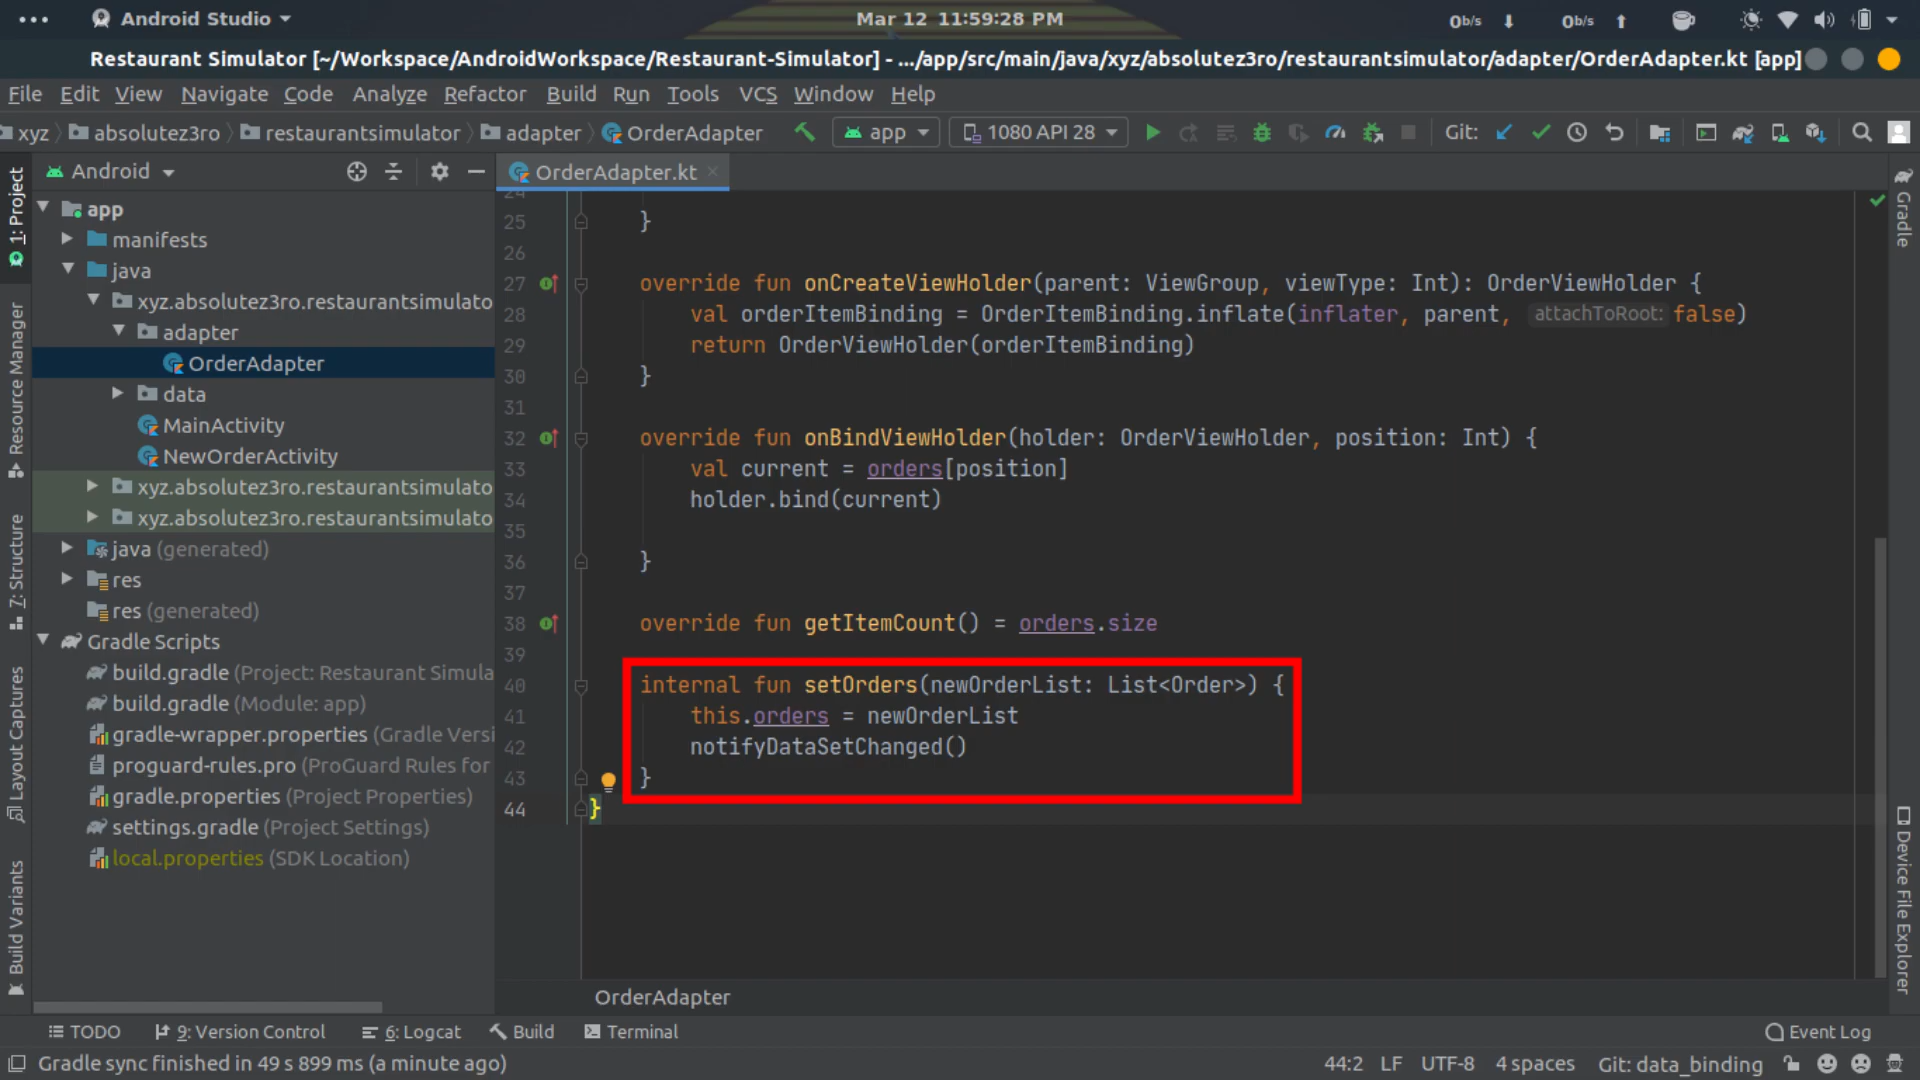 Android Studio
Mar 12 11:59:28 PM
0b/s
0b/s
Restaurant Simulator [~/Workspace/AndroidWorkspace/Restaurant-Simulator] - .../app/src/main/java/xyz/absolutez3ro/restaurantsimulator/adapter/OrderAdapter.kt [app]
File Edit View Navigate Code Analyze Refactor Build Run Tools VCS Window Help
xyz absolutez3ro restaurantsimulator adapter OrderAdapter app 1080 API 28 Git:
1: Project
Resource Manager
7: Structure
Layout Captures
Build Variants
Android
app
manifests
java
xyz.absolutez3ro.restaurantsimulato
adapter
OrderAdapter
data
MainActivity
NewOrderActivity
xyz.absolutez3ro.restaurantsimulato
xyz.absolutez3ro.restaurantsimulato
java (generated)
res
res (generated)
Gradle Scripts
build.gradle (Project: Restaurant Simula
build.gradle (Module: app)
gradle-wrapper.properties (Gradle Versi
proguard-rules.pro (ProGuard Rules for
gradle.properties (Project Properties)
settings.gradle (Project Settings)
local.properties (SDK Location)
OrderAdapter.kt
24
25 }
26
27 override fun onCreateViewHolder(parent: ViewGroup, viewType: Int): OrderViewHolder {
28 val orderItemBinding = OrderItemBinding.inflate(inflater, parent, attachToRoot: false)
29 return OrderViewHolder(orderItemBinding)
30 }
31
32 override fun onBindViewHolder(holder: OrderViewHolder, position: Int) {
33 val current = orders[position]
34 holder.bind(current)
35
36 }
37
38 override fun getItemCount() = orders.size
39
40 internal fun setOrders(newOrderList: List<Order>) {
41 this.orders = newOrderList
42 notifyDataSetChanged()
43 }
44 }
OrderAdapter
Gradle
Device File Explorer
TODO 9: Version Control 6: Logcat Build Terminal Event Log
Gradle sync finished in 49 s 899 ms (a minute ago) 44:2 LF UTF-8 4 spaces Git: data_binding